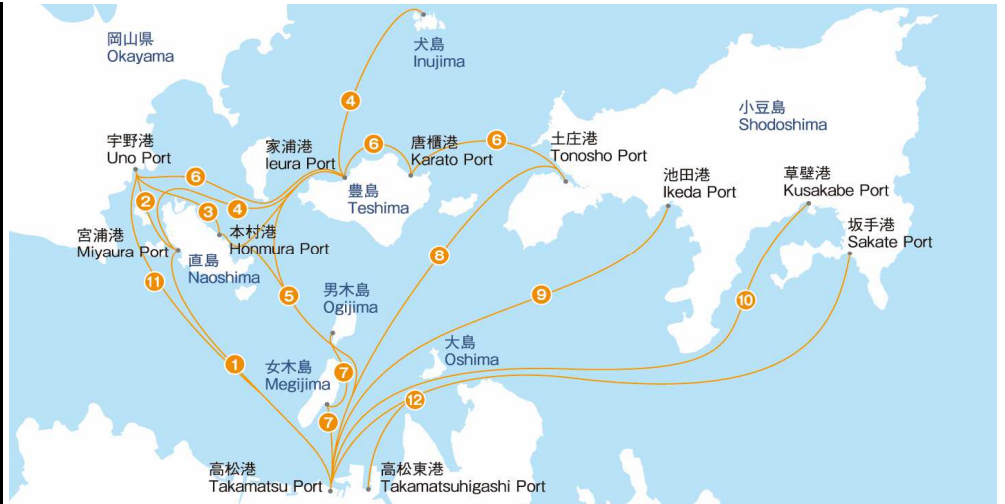 岡山県
Okayama
犬島
Inujima
4
小豆島
Shodoshima
宇野港
Uno Port
家浦港
Ieura Port
6
唐櫃港
Karato Port
6
土庄港
Tonosho Port
池田港
Ikeda Port
草壁港
Kusakabe Port
坂手港
Sakate Port
6
2
3
4
豊島
Teshima
宮浦港
Miyaura Port
本村港
Honmura Port
直島
Naoshima
11
5
8
9
10
男木島
Ogijima
大島
Oshima
女木島
Megijima
1
7
7
12
高松港
Takamatsu Port
高松東港
Takamatsuhigashi Port